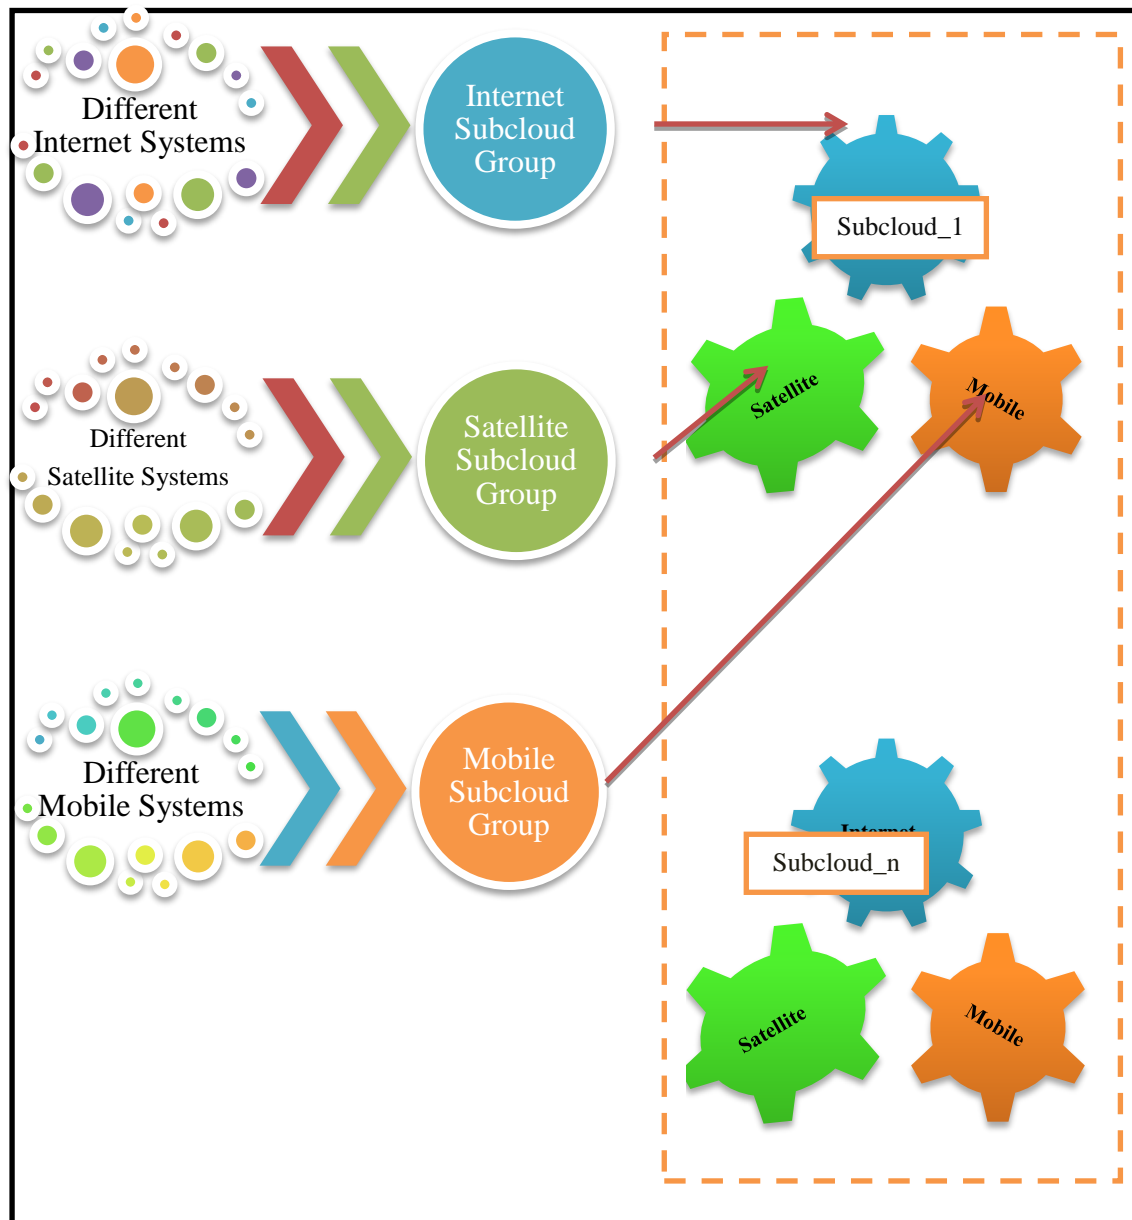 Different
Internet Systems
Internet
Subcloud
Group
Subcloud_1
Satellite
Mobile
Different
Satellite Systems
Satellite
Subcloud
Group
Different
Mobile Systems
Mobile
Subcloud
Group
Internet
Subcloud_n
Satellite
Mobile